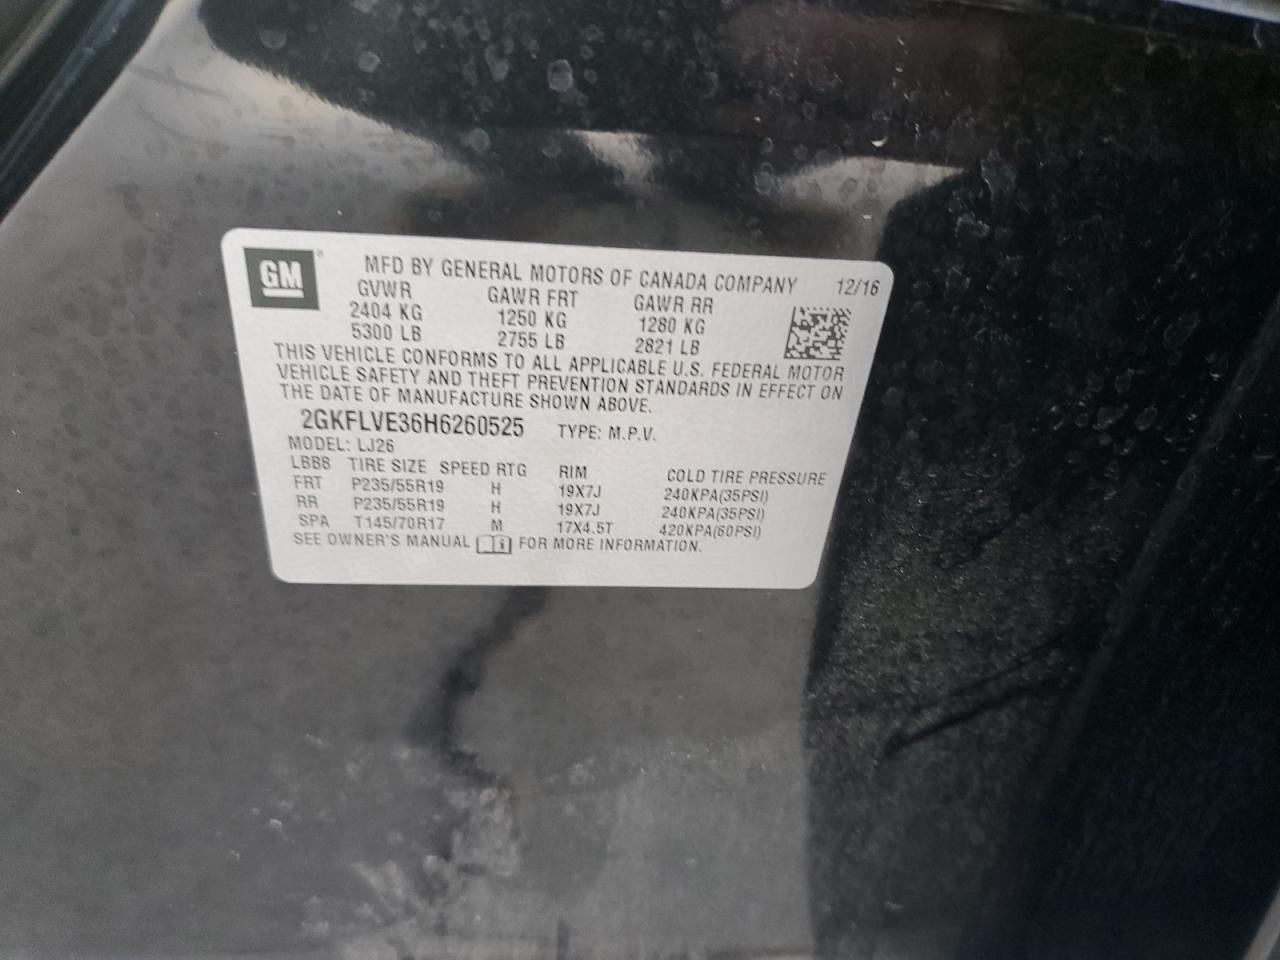 GM
MFD BY GENERAL MOTORS OF CANADA COMPANY 12/16
GVWR GAWR FRT GAWR RR
2404 KG 1250 KG 1280 KG
5300 LB 2755 LB 2821 LB
THIS VEHICLE CONFORMS TO ALL APPLICABLE U.S. FEDERAL MOTOR
VEHICLE SAFETY AND THEFT PREVENTION STANDARDS IN EFFECT ON
THE DATE OF MANUFACTURE SHOWN ABOVE.
2GKFLVE36H6260525 TYPE: M.P.V.
MODEL: LJ26
LBBB TIRE SIZE SPEED RTG RIM COLD TIRE PRESSURE
FRT P235/55R19 H 19X7J 240KPA(35PSI)
RR P235/55R19 H 19X7J 240KPA(35PSI)
SPA T145/70R17 M 17X4.5T 420KPA(60PSI)
SEE OWNER'S MANUAL FOR MORE INFORMATION.